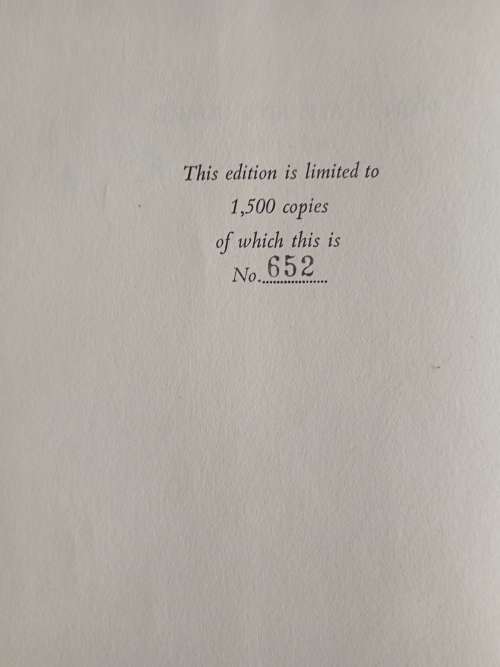 This edition is limited to
1,500 copies
of which this is
No. 652